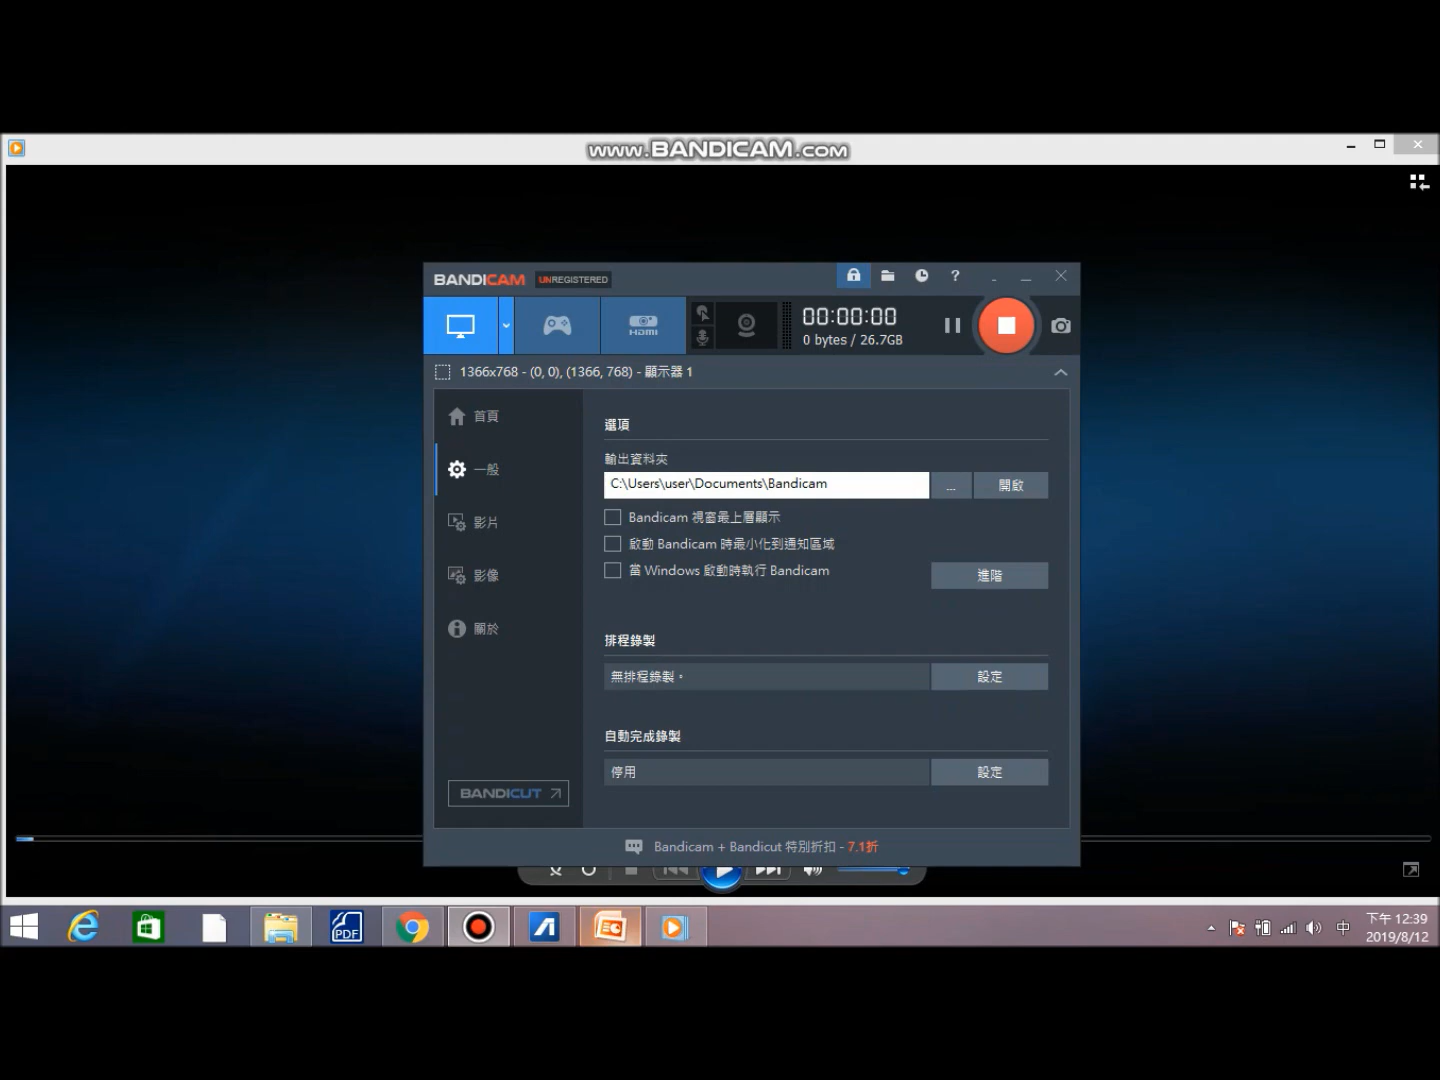 www.BANDICAM.com
BANDICAM UNREGISTERED
?
HDMI
00:00:00
0 bytes / 26.7GB
1366x768 - (0, 0), (1366, 768) - 顯示器 1
首頁
一般
影片
影像
關於
BANDICUT
選項
輸出資料夾
C:\Users\user\Documents\Bandicam
...
開啟
Bandicam 視窗最上層顯示
啟動 Bandicam 時最小化到通知區域
當 Windows 啟動時執行 Bandicam
進階
排程錄製
無排程錄製。
設定
自動完成錄製
停用
設定
Bandicam + Bandicut 特別折扣 - 7.1折
PDF
中
下午 12:39
2019/8/12